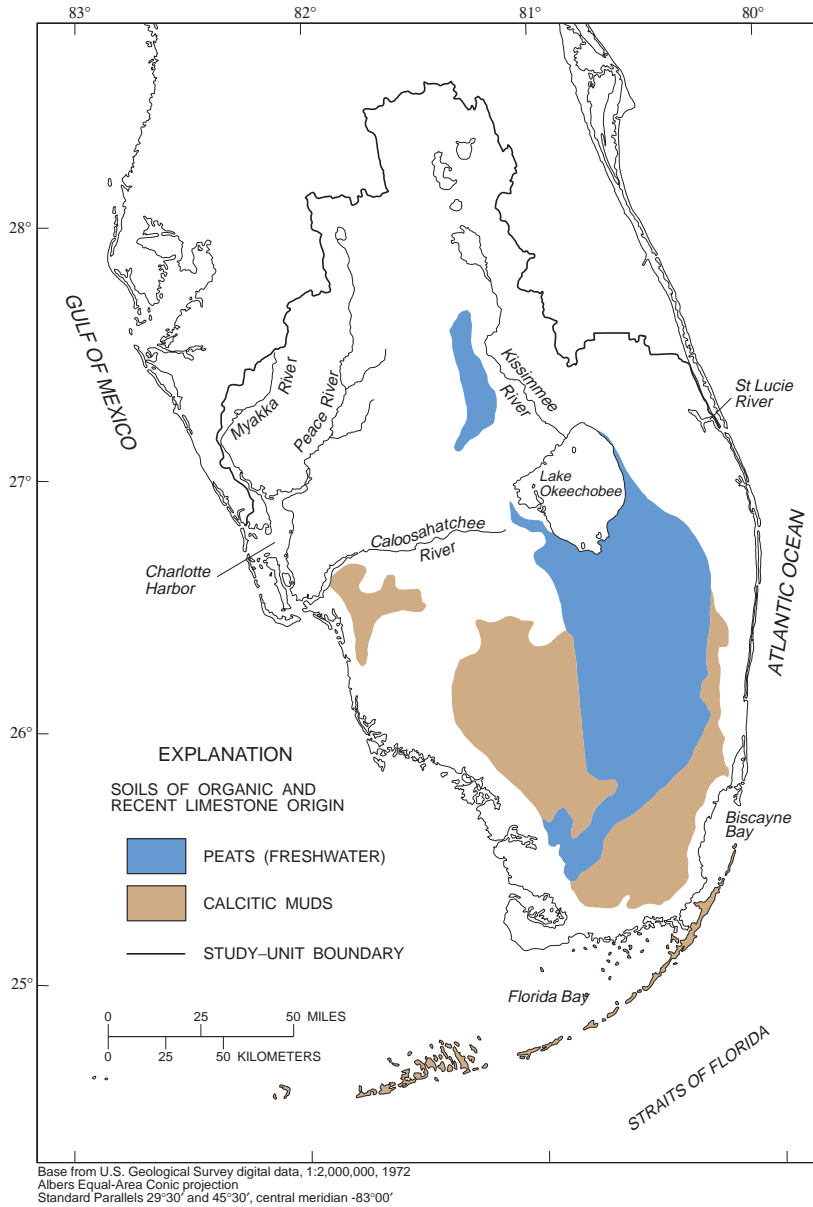 83°
82°
81°
80°
28°
27°
26°
25°
GULF OF MEXICO
Myakka River
Peace River
Kissimmee
River
St Lucie
River
Lake
Okeechobee
Caloosahatchee
River
Charlotte
Harbor
ATLANTIC OCEAN
Biscayne
Bay
Florida Bay
STRAITS OF FLORIDA
EXPLANATION
SOILS OF ORGANIC AND
RECENT LIMESTONE ORIGIN
PEATS (FRESHWATER)
CALCITIC MUDS
STUDY–UNIT BOUNDARY
0 25 50 MILES
0 25 50 KILOMETERS
Base from U.S. Geological Survey digital data, 1:2,000,000, 1972
Albers Equal-Area Conic projection
Standard Parallels 29°30′ and 45°30′, central meridian -83°00′